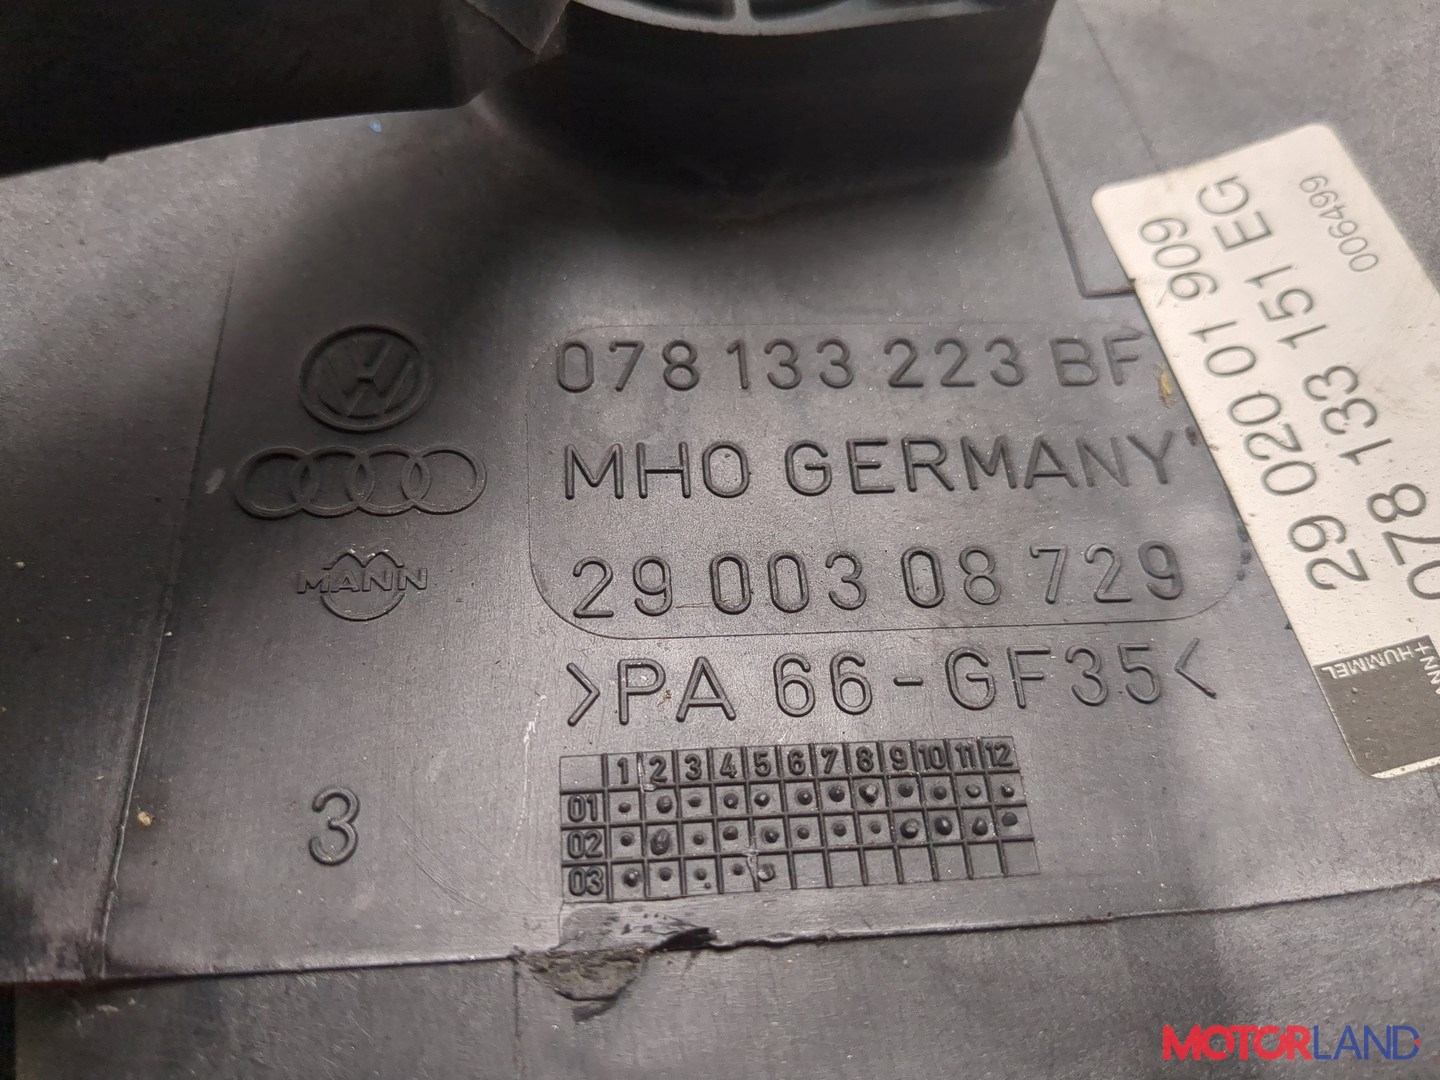 078 133 223 BF
MHO GERMANY
29 003 08 729
>PA 66-GF35<
MANN
3
1 2 3 4 5 6 7 8 9 10 11 12
01
02
03
29 020 01 909
078 133 151 EG
006499
+HUMMEL
MOTORLAND